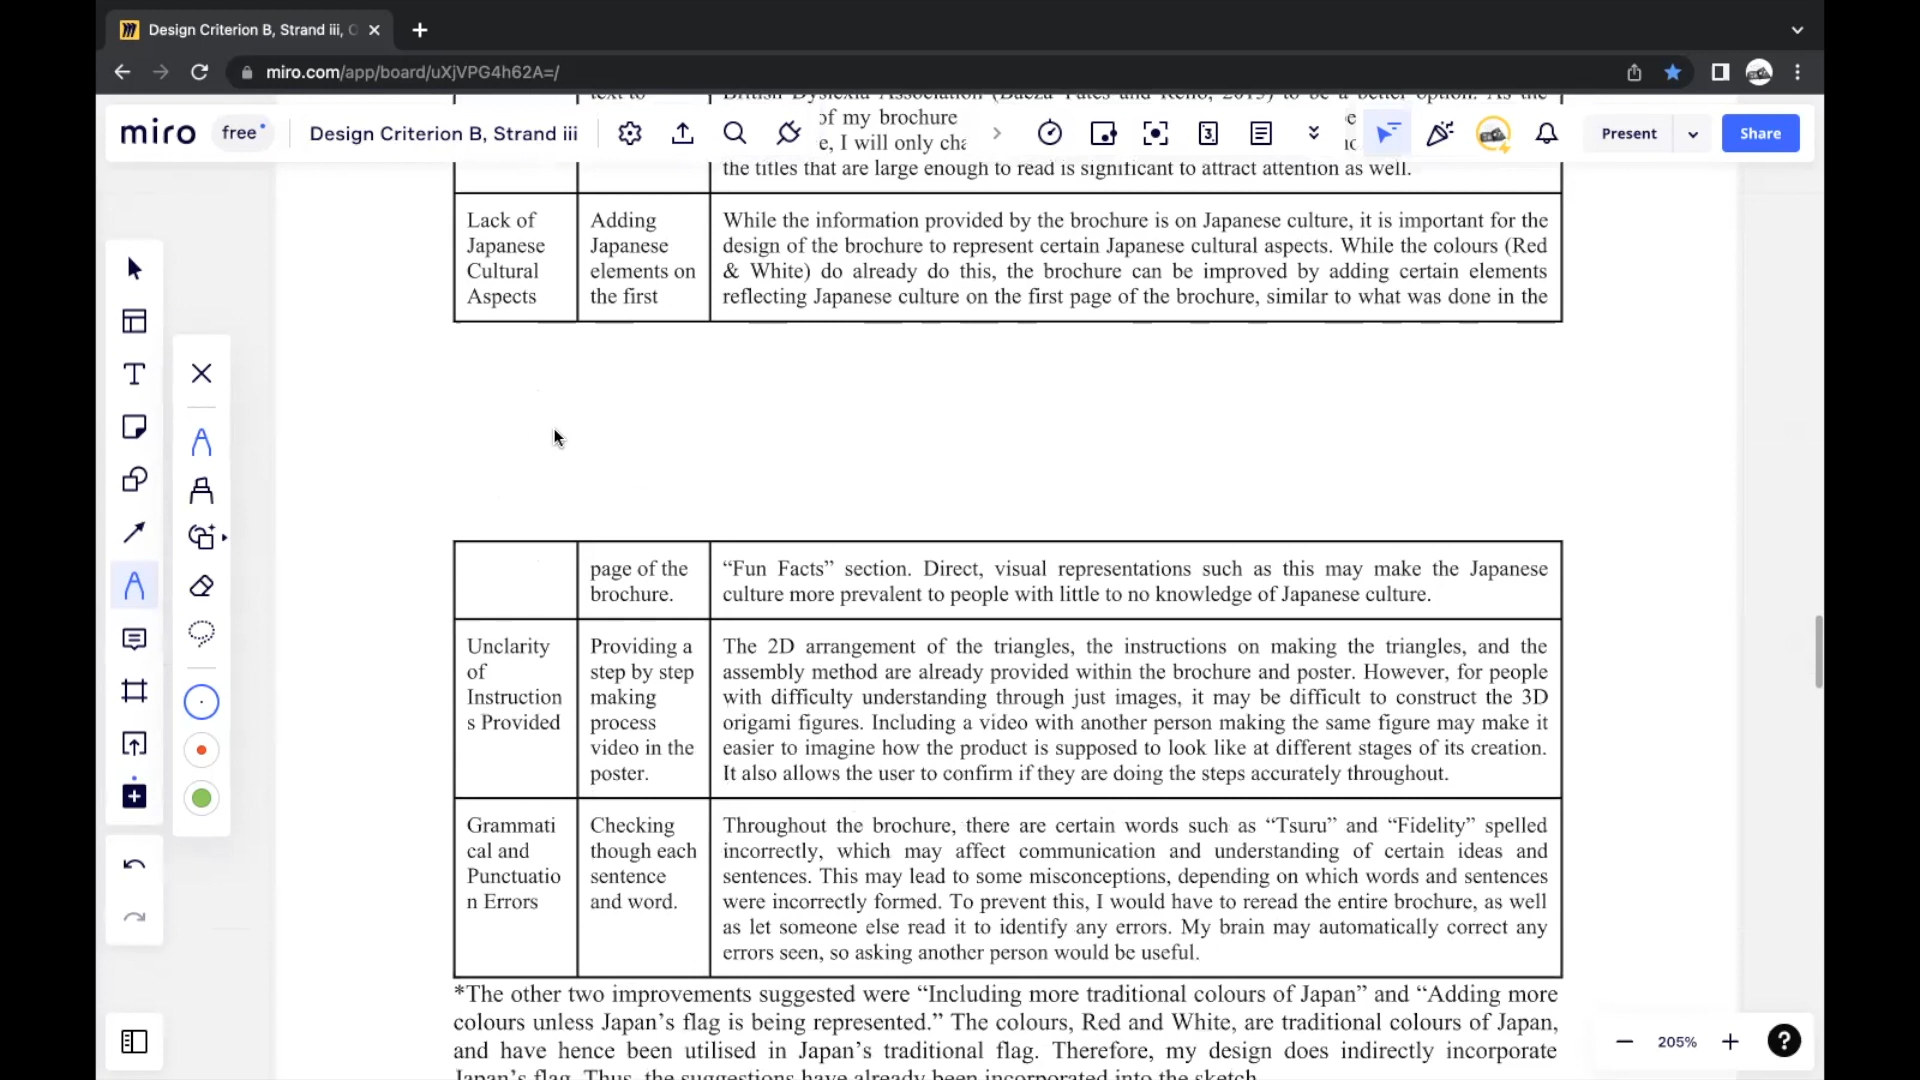 Design Criterion B, Strand iii,
miro.com/app/board/uXjVPG4h62A=/
miro
free
Design Criterion B, Strand iii
Present
Share
of my brochure
e, I will only cha
the titles that are large enough to read is significant to attract attention as well.
Lack of
Japanese
Cultural
Aspects
Adding
Japanese
elements on
the first
While the information provided by the brochure is on Japanese culture, it is important for the
design of the brochure to represent certain Japanese cultural aspects. While the colours (Red
& White) do already do this, the brochure can be improved by adding certain elements
reflecting Japanese culture on the first page of the brochure, similar to what was done in the
page of the
brochure.
“Fun Facts” section. Direct, visual representations such as this may make the Japanese
culture more prevalent to people with little to no knowledge of Japanese culture.
Unclarity
of
Instruction
s Provided
Providing a
step by step
making
process
video in the
poster.
The 2D arrangement of the triangles, the instructions on making the triangles, and the
assembly method are already provided within the brochure and poster. However, for people
with difficulty understanding through just images, it may be difficult to construct the 3D
origami figures. Including a video with another person making the same figure may make it
easier to imagine how the product is supposed to look like at different stages of its creation.
It also allows the user to confirm if they are doing the steps accurately throughout.
Grammati
cal and
Punctuatio
n Errors
Checking
though each
sentence
and word.
Throughout the brochure, there are certain words such as “Tsuru” and “Fidelity” spelled
incorrectly, which may affect communication and understanding of certain ideas and
sentences. This may lead to some misconceptions, depending on which words and sentences
were incorrectly formed. To prevent this, I would have to reread the entire brochure, as well
as let someone else read it to identify any errors. My brain may automatically correct any
errors seen, so asking another person would be useful.
*The other two improvements suggested were “Including more traditional colours of Japan” and “Adding more
colours unless Japan’s flag is being represented.” The colours, Red and White, are traditional colours of Japan,
and have hence been utilised in Japan’s traditional flag. Therefore, my design does indirectly incorporate
Japan’s flag. Thus, the suggestions have already been incorporated into the sketch.
205%